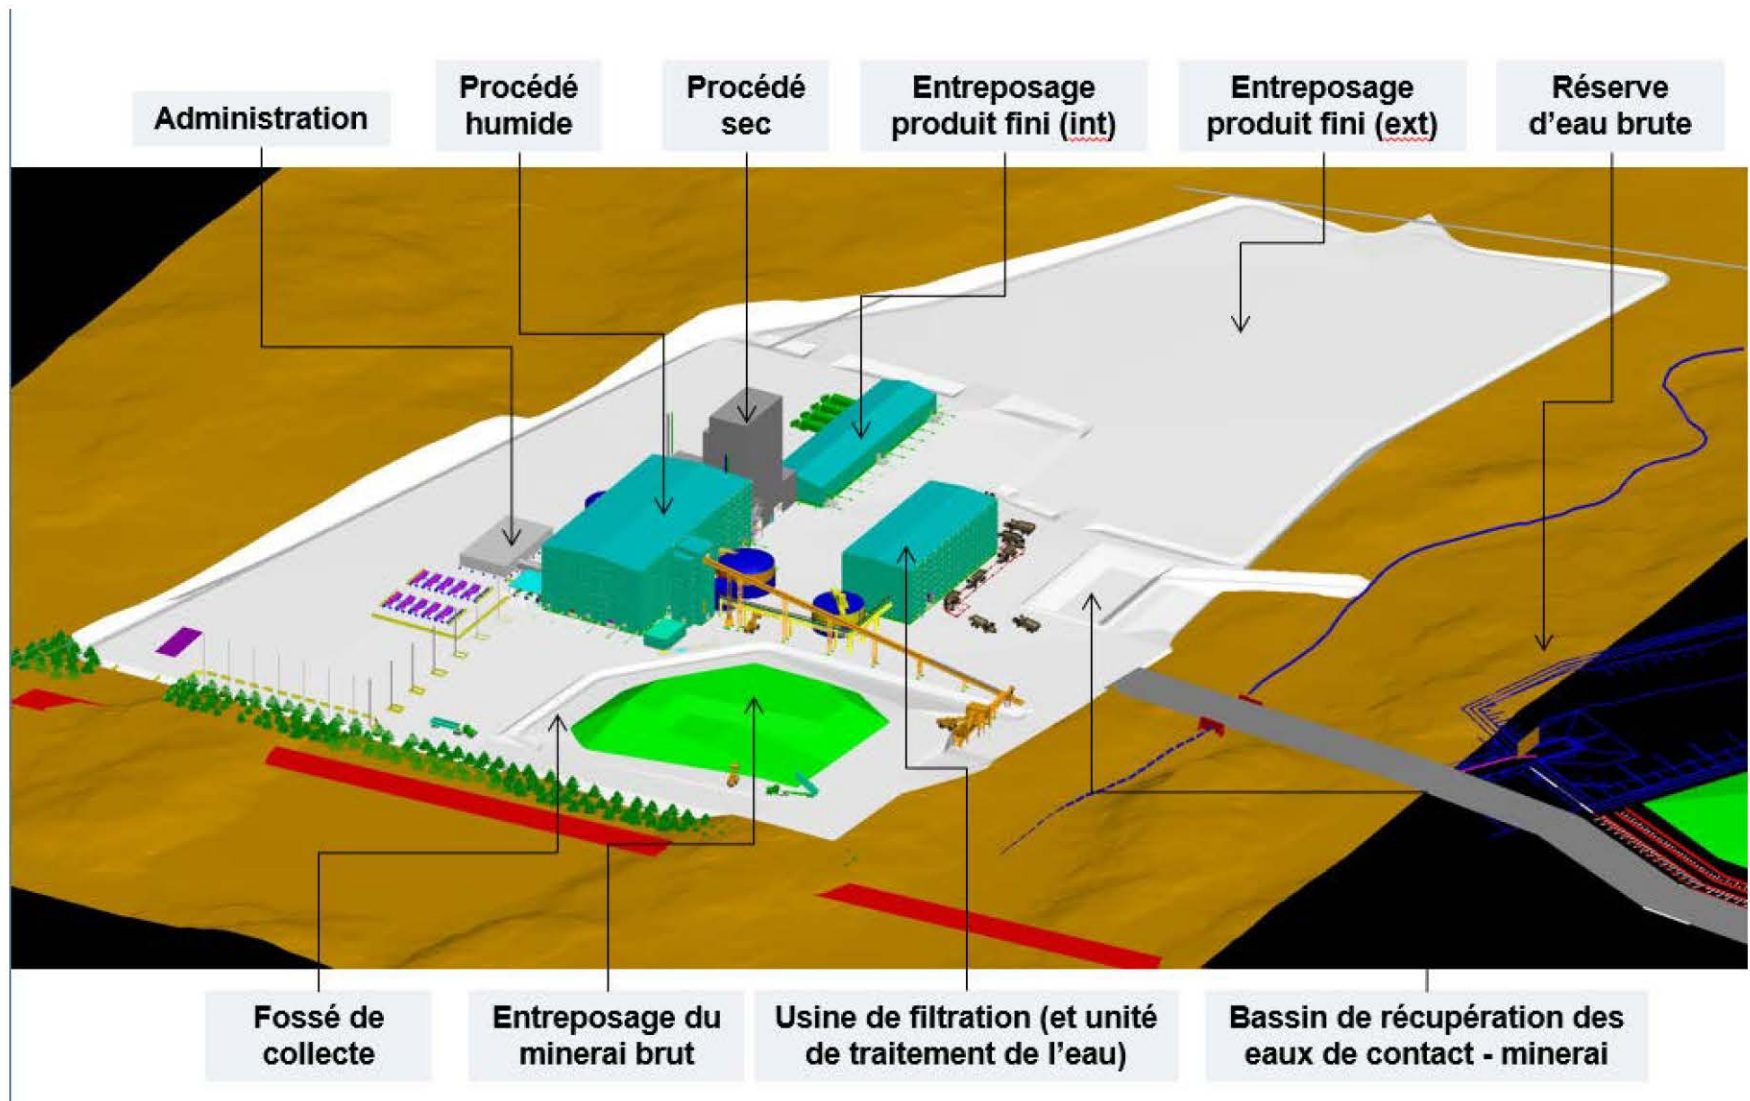 Administration
Procédé
humide
Procédé
sec
Entreposage
produit fini (int)
Entreposage
produit fini (ext)
Réserve
d’eau brute
Fossé de
collecte
Entreposage du
minerai brut
Usine de filtration (et unité
de traitement de l’eau)
Bassin de récupération des
eaux de contact - minerai